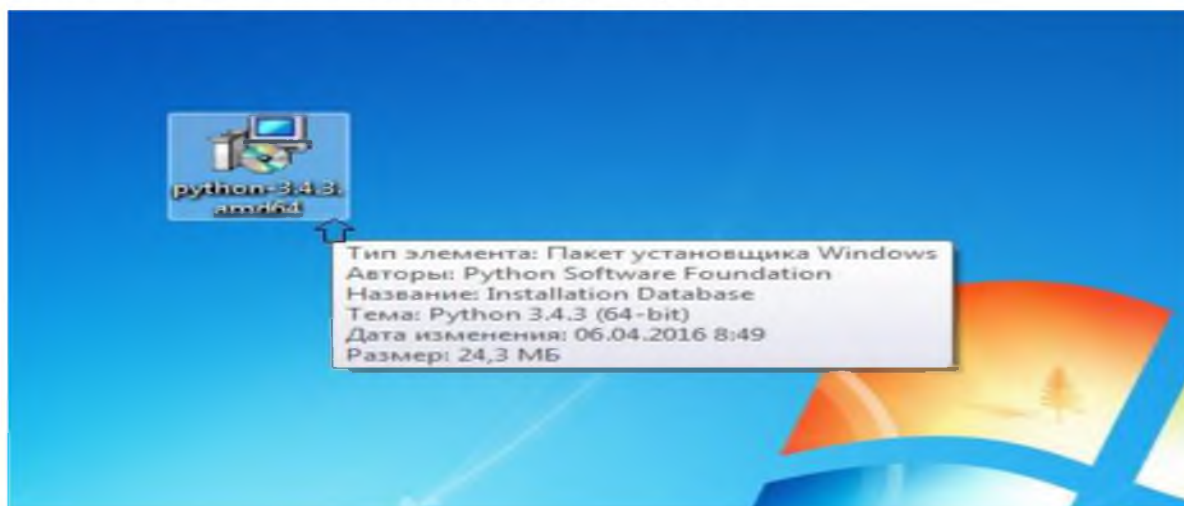 python-3.4.3.
amd64
Тип элемента: Пакет установщика Windows
Авторы: Python Software Foundation
Название: Installation Database
Тема: Python 3.4.3 (64-bit)
Дата изменения: 06.04.2016 8:49
Размер: 24,3 МБ